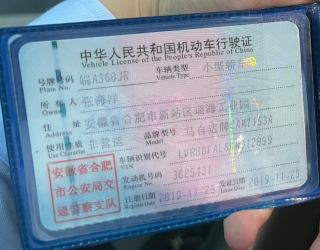 中华人民共和国机动车行驶证
Vehicle License of the People's Republic of China
号牌号码 皖A360JR 车辆类型 小型轿车
Plate No. Vehicle Type
所有人 张海洋
Owner
住址 安徽省合肥市新站区瑶海工业园
Address
使用性质 非营运 品牌型号 马自达牌
Use Character Model
车辆识别代号
VIN
安徽省合 发动机号码
肥市公安局交 Engine No.
通警察支队 注册日期 2019-11-25 发证日期 2019-11-25
Register Date Issue Date